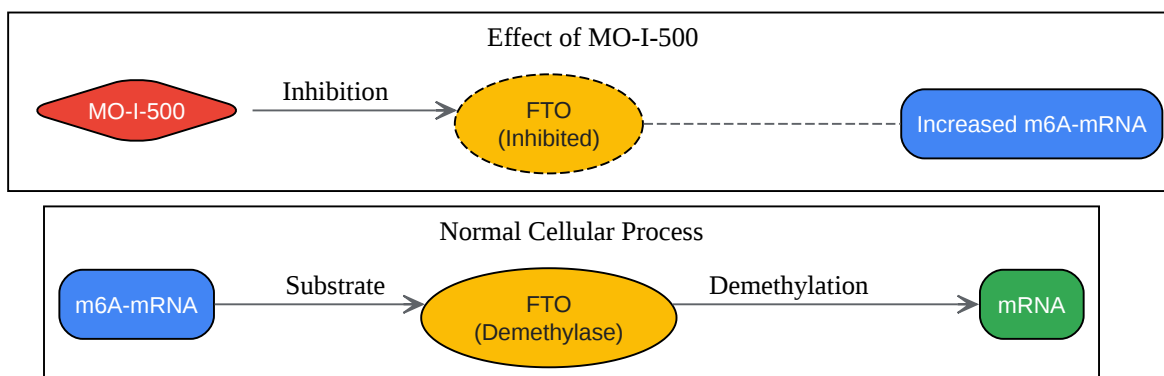 Effect of MO-I-500
MO-I-500
Inhibition
FTO
(Inhibited)
Increased m6A-mRNA
Normal Cellular Process
m6A-mRNA
Substrate
FTO
(Demethylase)
Demethylation
mRNA